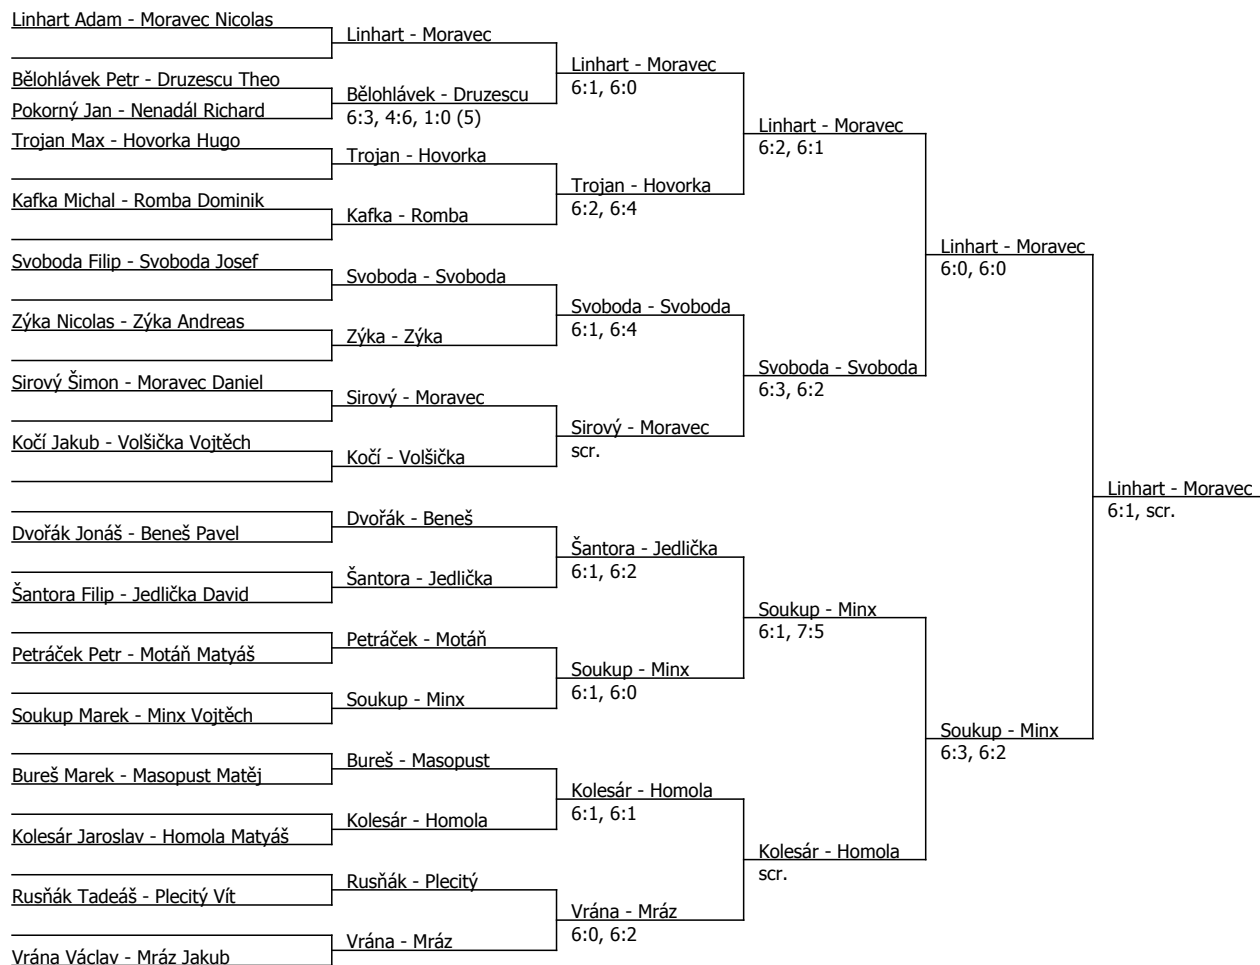 Linhart Adam - Moravec Nicolas
Bělohlávek Petr - Druzescu Theo
Pokorný Jan - Nenadál Richard
Trojan Max - Hovorka Hugo
Kafka Michal - Romba Dominik
Svoboda Filip - Svoboda Josef
Zýka Nicolas - Zýka Andreas
Sirový Šimon - Moravec Daniel
Kočí Jakub - Volšička Vojtěch
Dvořák Jonáš - Beneš Pavel
Šantora Filip - Jedlička David
Petráček Petr - Motáň Matyáš
Soukup Marek - Minx Vojtěch
Bureš Marek - Masopust Matěj
Kolesár Jaroslav - Homola Matyáš
Rusňák Tadeáš - Plecitý Vít
Vrána Václav - Mráz Jakub
Linhart - Moravec
Bělohlávek - Druzescu
6:3, 4:6, 1:0 (5)
Trojan - Hovorka
Kafka - Romba
Svoboda - Svoboda
Zýka - Zýka
Sirový - Moravec
Kočí - Volšička
Dvořák - Beneš
Šantora - Jedlička
Petráček - Motáň
Soukup - Minx
Bureš - Masopust
Kolesár - Homola
Rusňák - Plecitý
Vrána - Mráz
Linhart - Moravec
6:1, 6:0
Trojan - Hovorka
6:2, 6:4
Svoboda - Svoboda
6:1, 6:4
Sirový - Moravec
scr.
Šantora - Jedlička
6:1, 6:2
Soukup - Minx
6:1, 6:0
Kolesár - Homola
6:1, 6:1
Vrána - Mráz
6:0, 6:2
Linhart - Moravec
6:2, 6:1
Svoboda - Svoboda
6:3, 6:2
Soukup - Minx
6:1, 7:5
Kolesár - Homola
scr.
Linhart - Moravec
6:0, 6:0
Soukup - Minx
6:3, 6:2
Linhart - Moravec
6:1, scr.